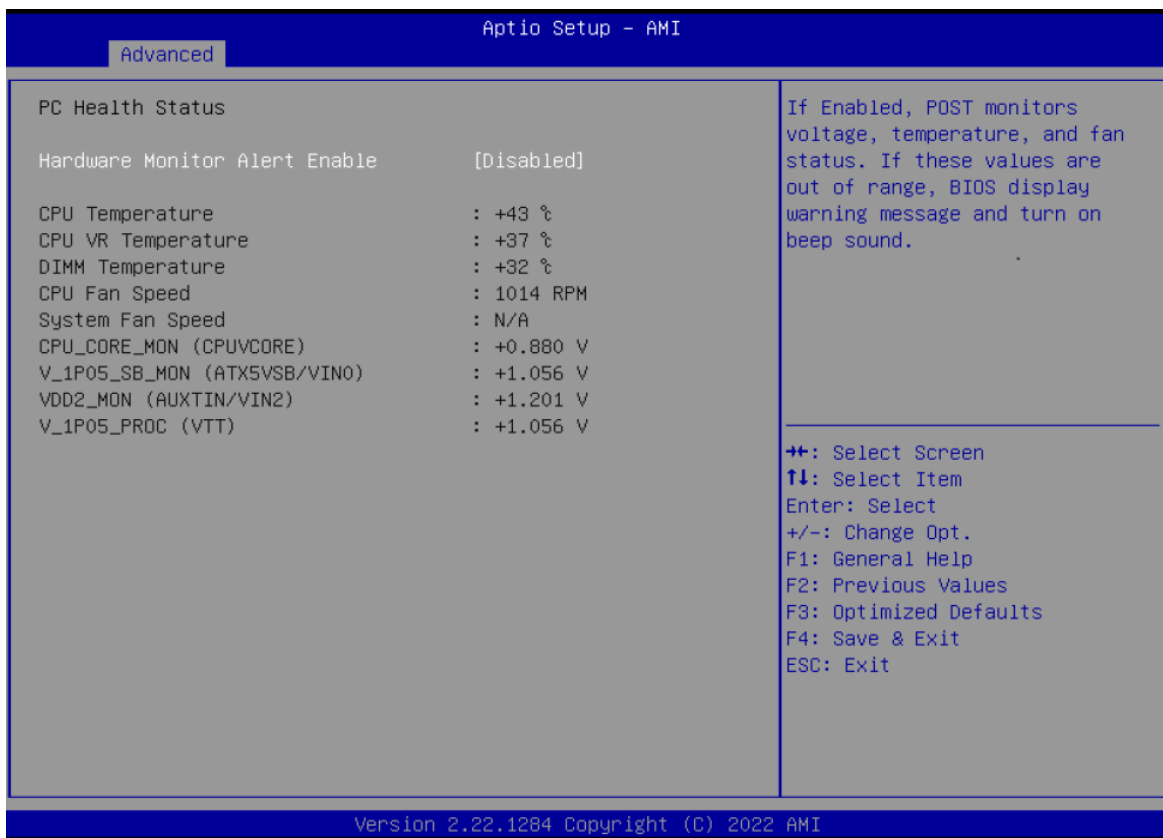 Aptio Setup – AMI
Advanced
PC Health Status
Hardware Monitor Alert Enable [Disabled]
CPU Temperature : +43 ℃
CPU VR Temperature : +37 ℃
DIMM Temperature : +32 ℃
CPU Fan Speed : 1014 RPM
System Fan Speed : N/A
CPU_CORE_MON (CPUVCORE) : +0.880 V
V_1P05_SB_MON (ATX5VSB/VIN0) : +1.056 V
VDD2_MON (AUXTIN/VIN2) : +1.201 V
V_1P05_PROC (VTT) : +1.056 V
If Enabled, POST monitors
voltage, temperature, and fan
status. If these values are
out of range, BIOS display
warning message and turn on
beep sound.
→←: Select Screen
↑↓: Select Item
Enter: Select
+/-: Change Opt.
F1: General Help
F2: Previous Values
F3: Optimized Defaults
F4: Save & Exit
ESC: Exit
Version 2.22.1284 Copyright (C) 2022 AMI